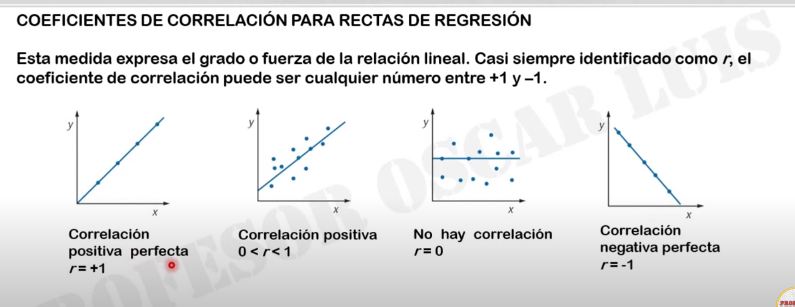 COEFICIENTES DE CORRELACIÓN PARA RECTAS DE REGRESIÓN
Esta medida expresa el grado o fuerza de la relación lineal. Casi siempre identificado como r, el
coeficiente de correlación puede ser cualquier número entre +1 y –1.
y
x
y
x
y
x
y
x
Correlación
positiva perfecta
r = +1
Correlación positiva
0 < r < 1
No hay correlación
r = 0
Correlación
negativa perfecta
r = -1
PROFESOR OSCAR LUIS